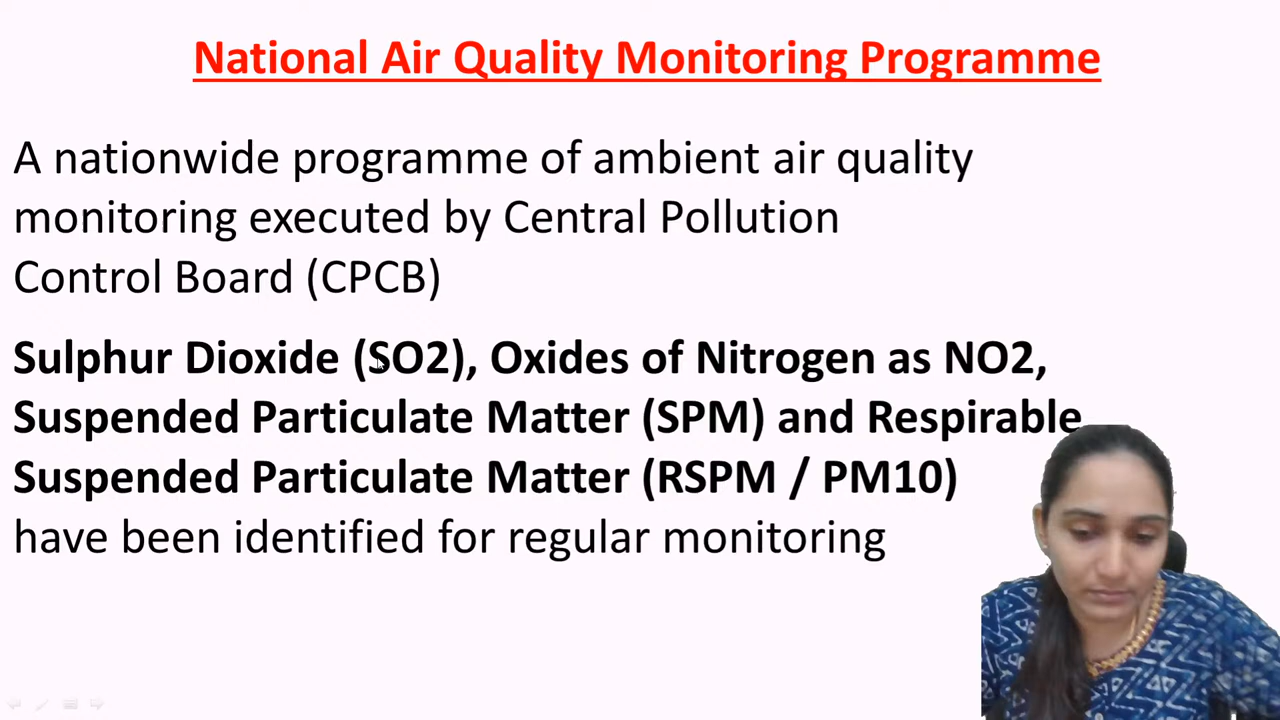 National Air Quality Monitoring Programme
A nationwide programme of ambient air quality
monitoring executed by Central Pollution
Control Board (CPCB)
Sulphur Dioxide (SO2), Oxides of Nitrogen as NO2,
Suspended Particulate Matter (SPM) and Respirable
Suspended Particulate Matter (RSPM / PM10)
have been identified for regular monitoring